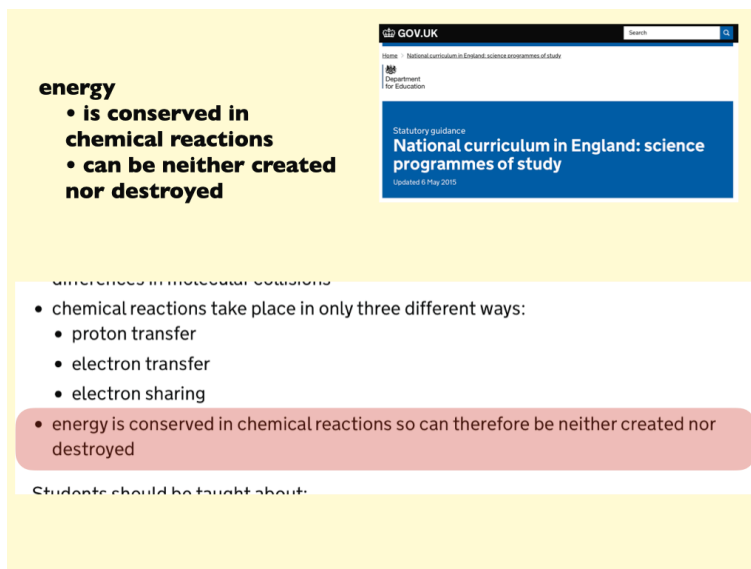 energy
• is conserved in
chemical reactions
• can be neither created
nor destroyed
GOV.UK
Search
Home > National curriculum in England: science programmes of study
Department
for Education
Statutory guidance
National curriculum in England: science
programmes of study
Updated 6 May 2015
differences in molecular collisions
• chemical reactions take place in only three different ways:
• proton transfer
• electron transfer
• electron sharing
• energy is conserved in chemical reactions so can therefore be neither created nor
destroyed
Students should be taught about: